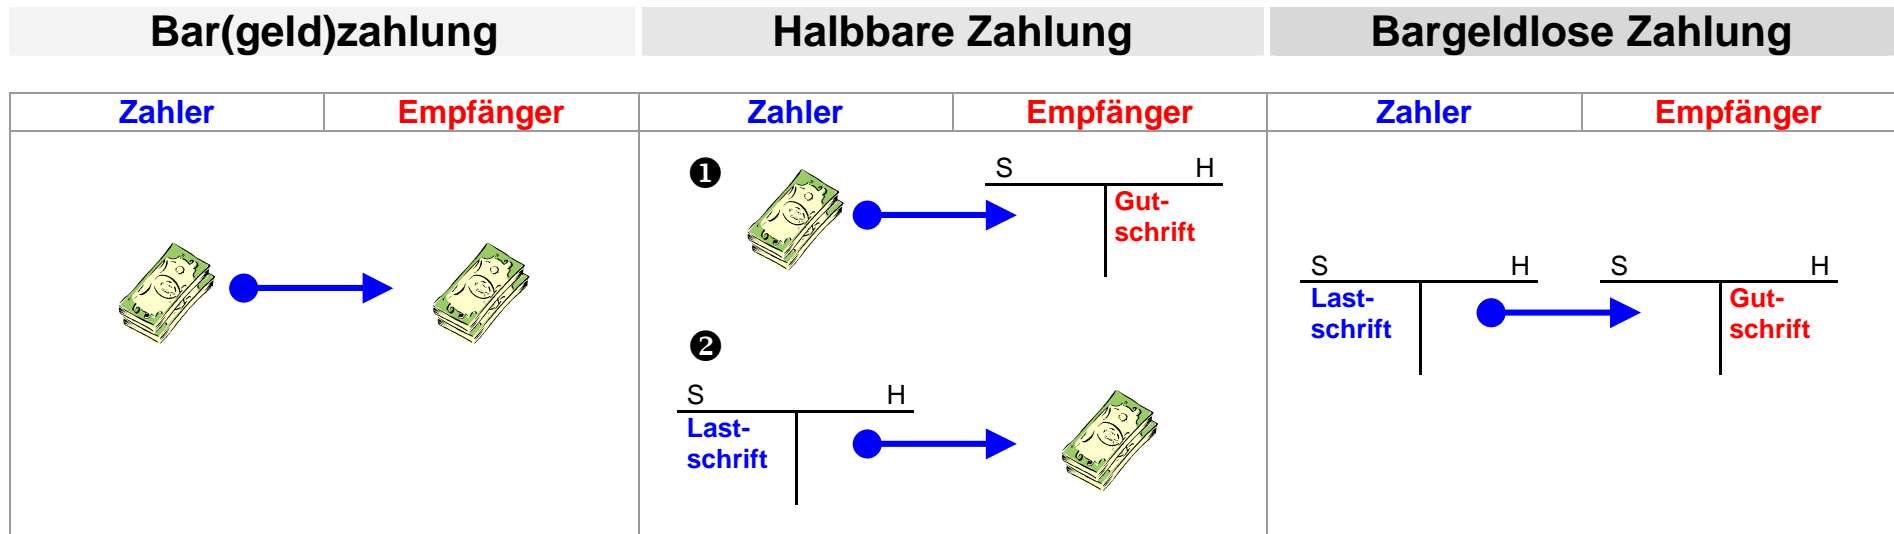 Bar(geld)zahlung
Halbbare Zahlung
Bargeldlose Zahlung
Zahler Empfänger
Zahler Empfänger
Zahler Empfänger
❶
S H
Gut-
schrift
❷
S H
Last-
schrift
S H
Last-
schrift
S H
Gut-
schrift